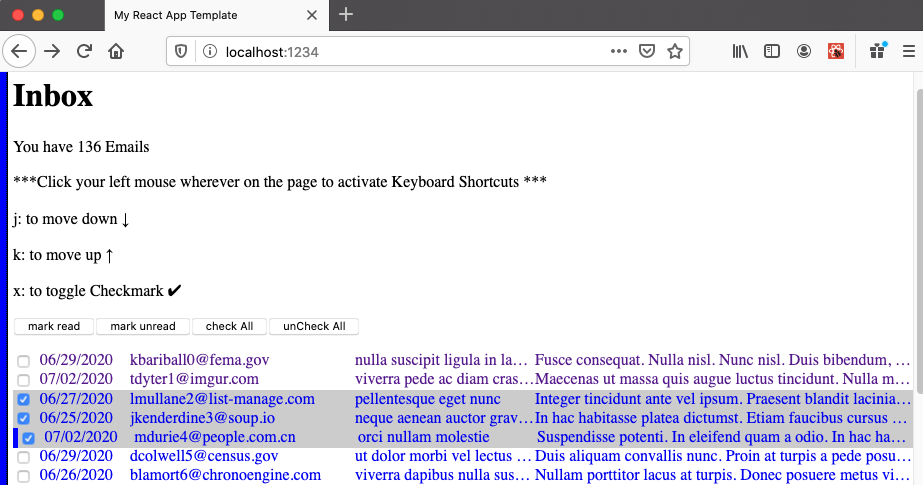 My React App Template
localhost:1234
Inbox
You have 136 Emails
***Click your left mouse wherever on the page to activate Keyboard Shortcuts ***
j: to move down ↓
k: to move up ↑
x: to toggle Checkmark ✔
mark read mark unread check All unCheck All
06/29/2020 kbariball0@fema.gov nulla suscipit ligula in la… Fusce consequat. Nulla nisl. Nunc nisl. Duis bibendum, …
07/02/2020 tdyter1@imgur.com viverra pede ac diam cras… Maecenas ut massa quis augue luctus tincidunt. Nulla m…
06/27/2020 lmullane2@list-manage.com pellentesque eget nunc Integer tincidunt ante vel ipsum. Praesent blandit lacinia…
06/25/2020 jkenderdine3@soup.io neque aenean auctor grav… In hac habitasse platea dictumst. Etiam faucibus cursus …
07/02/2020 mdurie4@people.com.cn orci nullam molestie Suspendisse potenti. In eleifend quam a odio. In hac ha…
06/29/2020 dcolwell5@census.gov ut dolor morbi vel lectus … Duis aliquam convallis nunc. Proin at turpis a pede posu…
06/26/2020 blamort6@chronoengine.com viverra dapibus nulla sus… Nullam porttitor lacus at turpis. Donec posuere metus vi…